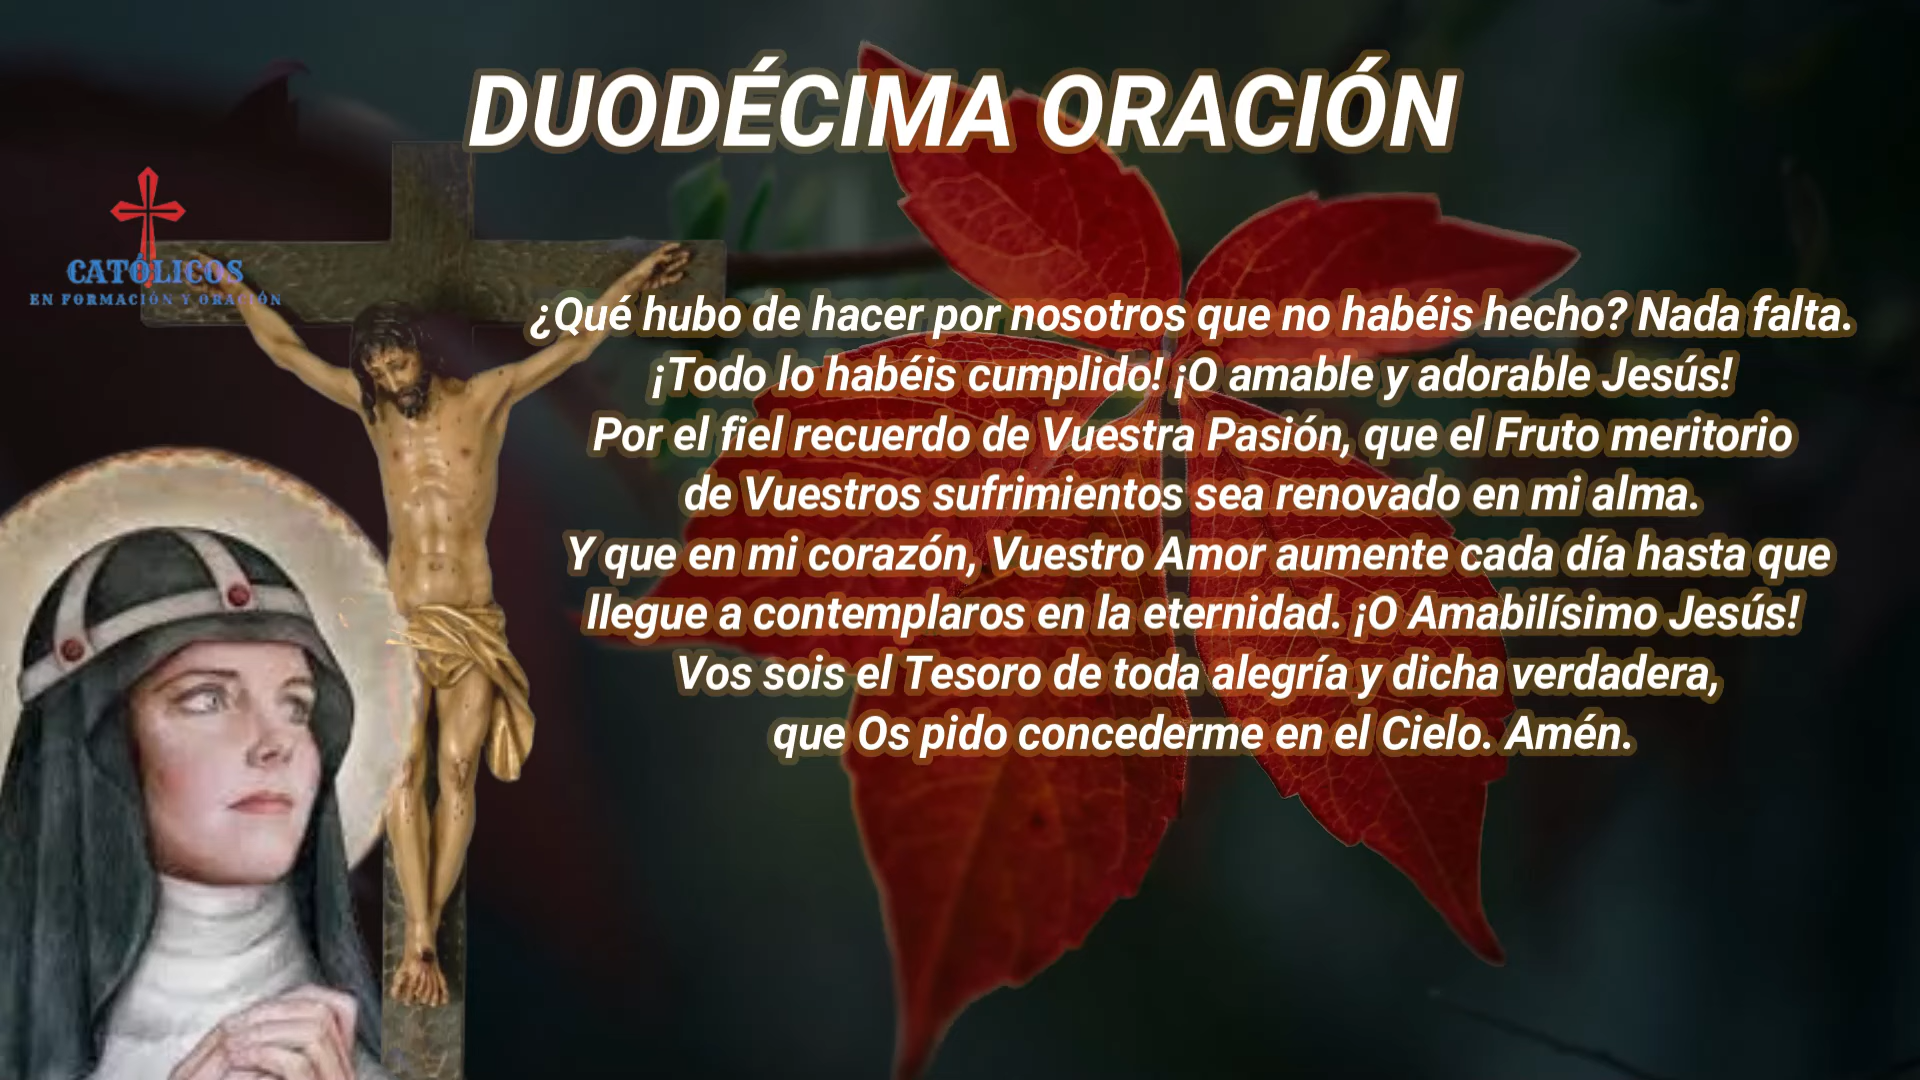 DUODÉCIMA ORACIÓN
CATÓLICOS
EN FORMACIÓN Y ORACIÓN
¿Qué hubo de hacer por nosotros que no habéis hecho? Nada falta.
¡Todo lo habéis cumplido! ¡O amable y adorable Jesús!
Por el fiel recuerdo de Vuestra Pasión, que el Fruto meritorio
de Vuestros sufrimientos sea renovado en mi alma.
Y que en mi corazón, Vuestro Amor aumente cada día hasta que
llegue a contemplaros en la eternidad. ¡O Amabilísimo Jesús!
Vos sois el Tesoro de toda alegría y dicha verdadera,
que Os pido concederme en el Cielo. Amén.